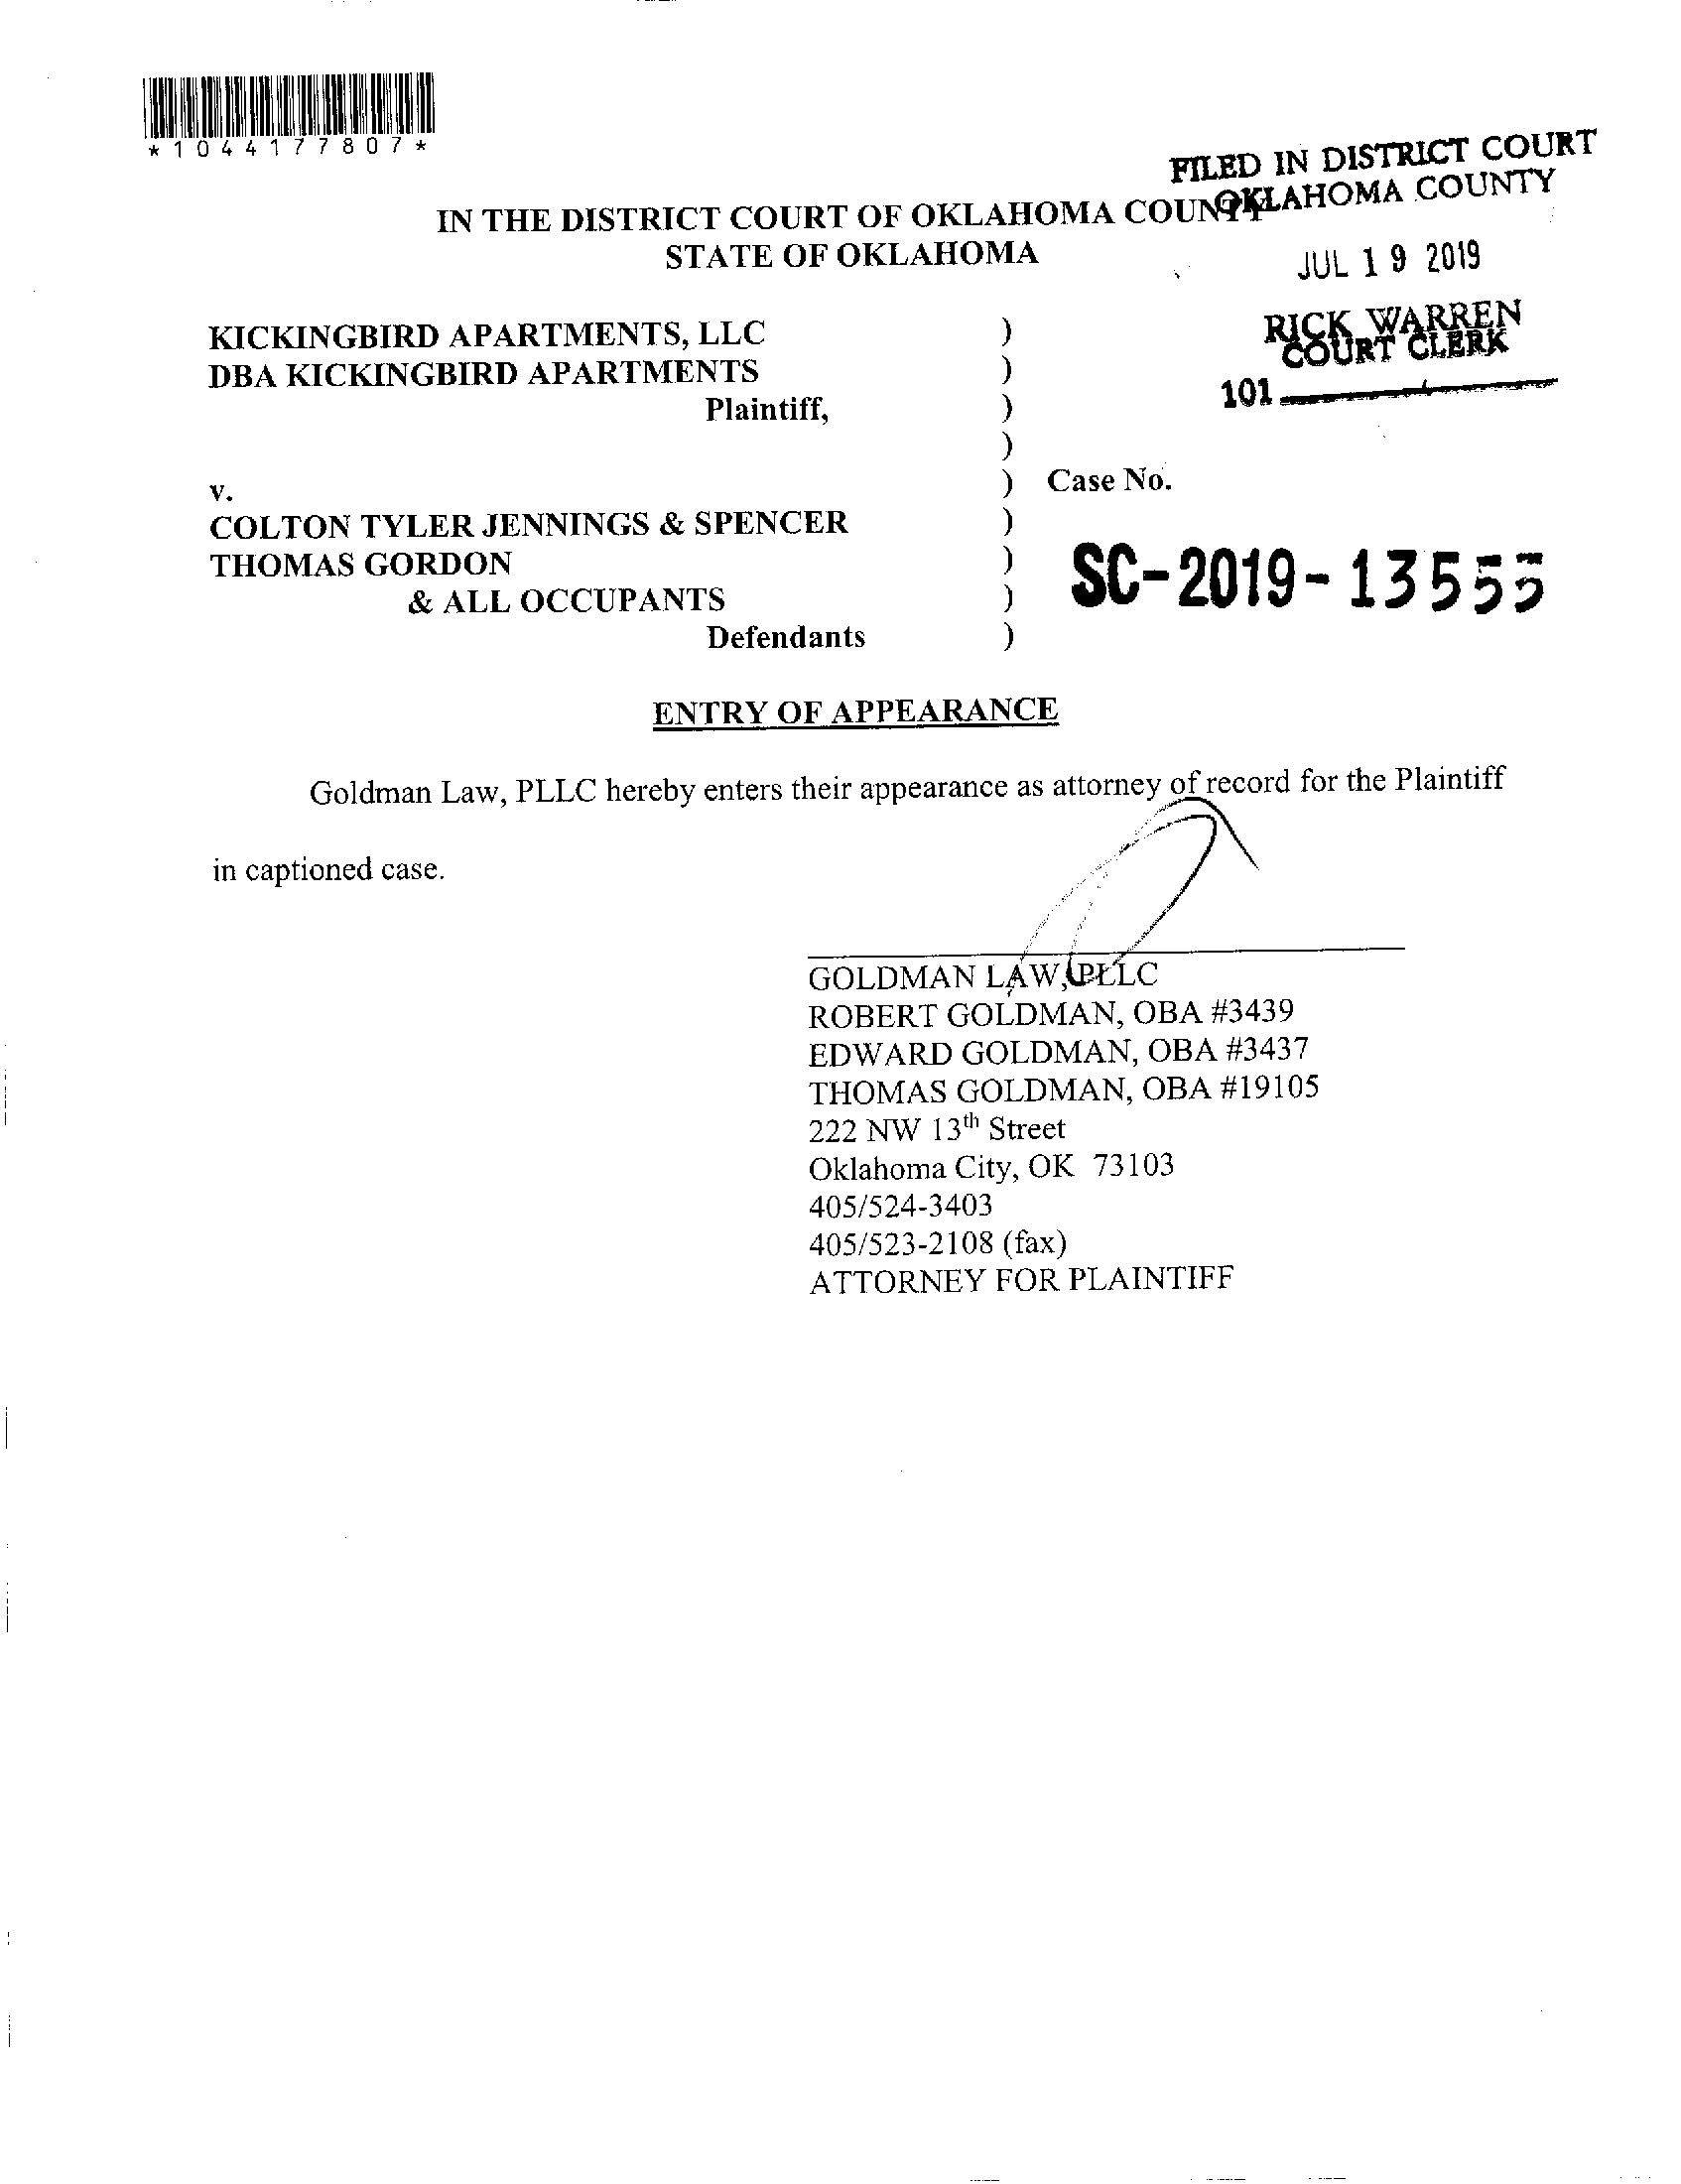 *1044177807*
FILED IN DISTRICT COURT
OKLAHOMA COUNTY
IN THE DISTRICT COURT OF OKLAHOMA COUNTY
STATE OF OKLAHOMA
JUL 19 2019
RICK WARREN
COURT CLERK
101
KICKINGBIRD APARTMENTS, LLC )
DBA KICKINGBIRD APARTMENTS )
Plaintiff, )
)
v. ) Case No.
COLTON TYLER JENNINGS & SPENCER )
THOMAS GORDON )
SC-2019-13555
& ALL OCCUPANTS )
Defendants )
ENTRY OF APPEARANCE
Goldman Law, PLLC hereby enters their appearance as attorney of record for the Plaintiff
in captioned case.
GOLDMAN LAW, PLLC
ROBERT GOLDMAN, OBA #3439
EDWARD GOLDMAN, OBA #3437
THOMAS GOLDMAN, OBA #19105
222 NW 13th Street
Oklahoma City, OK 73103
405/524-3403
405/523-2108 (fax)
ATTORNEY FOR PLAINTIFF